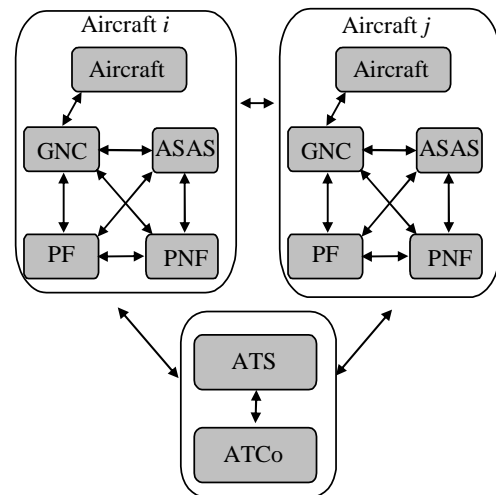 Aircraft i
Aircraft
GNC
ASAS
PF
PNF
Aircraft j
Aircraft
GNC
ASAS
PF
PNF
ATS
ATCo